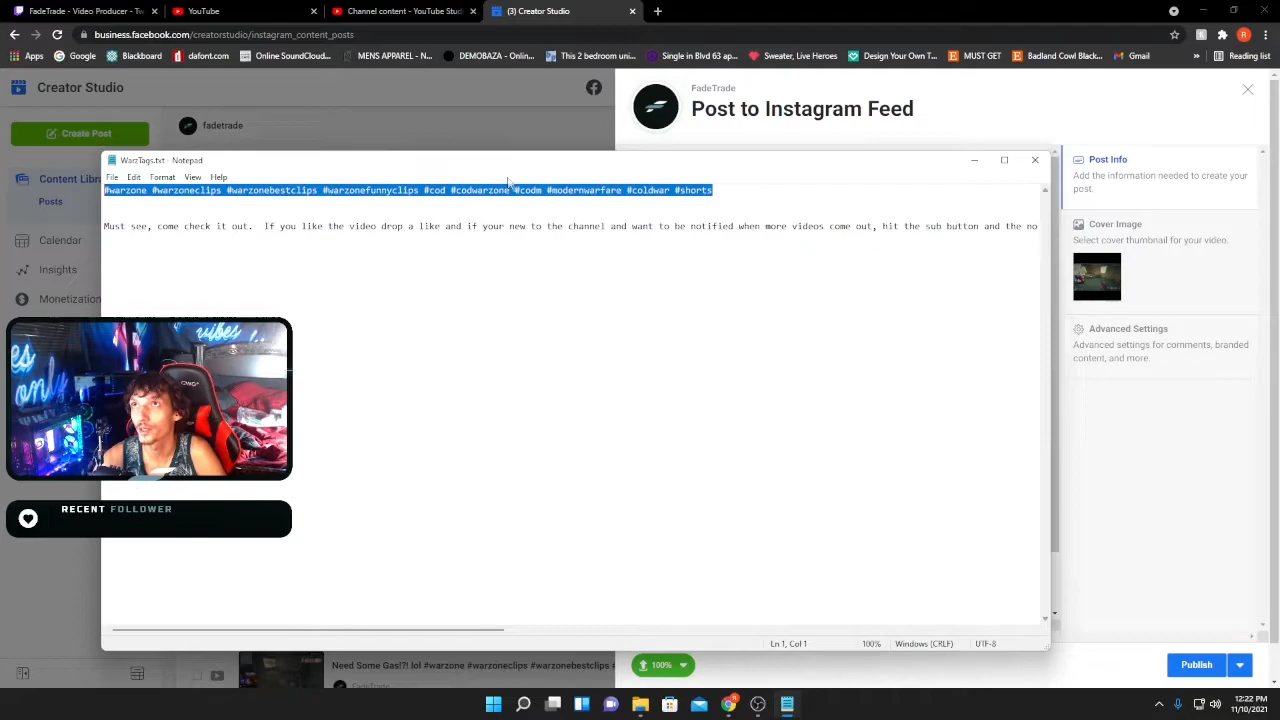 FadeTrade - Video Producer - Tw
YouTube
Channel content - YouTube Stud
(3) Creator Studio
business.facebook.com/creatorstudio/instagram_content_posts
Apps
Google
Blackboard
dafont.com
Online SoundCloud...
MENS APPAREL - N...
DEMOBAZA - Onlin...
This 2 bedroom uni...
Single in Blvd 63 ap...
Sweater, Live Heroes
Design Your Own T...
MUST GET
Badland Cowl Black...
Gmail
Reading list
Creator Studio
Create Post
fadetrade
Content Libr
Posts
Calendar
Insights
Monetization
FadeTrade
Post to Instagram Feed
WarzTags.txt - Notepad
File Edit Format View Help
#warzone #warzoneclips #warzonebestclips #warzonefunnyclips #cod #codwarzone #codm #modernwarfare #coldwar #shorts
Must see, come check it out. If you like the video drop a like and if your new to the channel and want to be notified when more videos come out, hit the sub button and the no
Post Info
Add the information needed to create your
post.
Cover Image
Select cover thumbnail for your video.
Advanced Settings
Advanced settings for comments, branded
content, and more.
vibes
es
only
RECENT FOLLOWER
Ln 1, Col 1
100%
Windows (CRLF)
UTF-8
Need Some Gas!?! lol #warzone #warzoneclips #warzonebestclips #
FadeTrade
100%
Publish
12:22 PM
11/10/2021